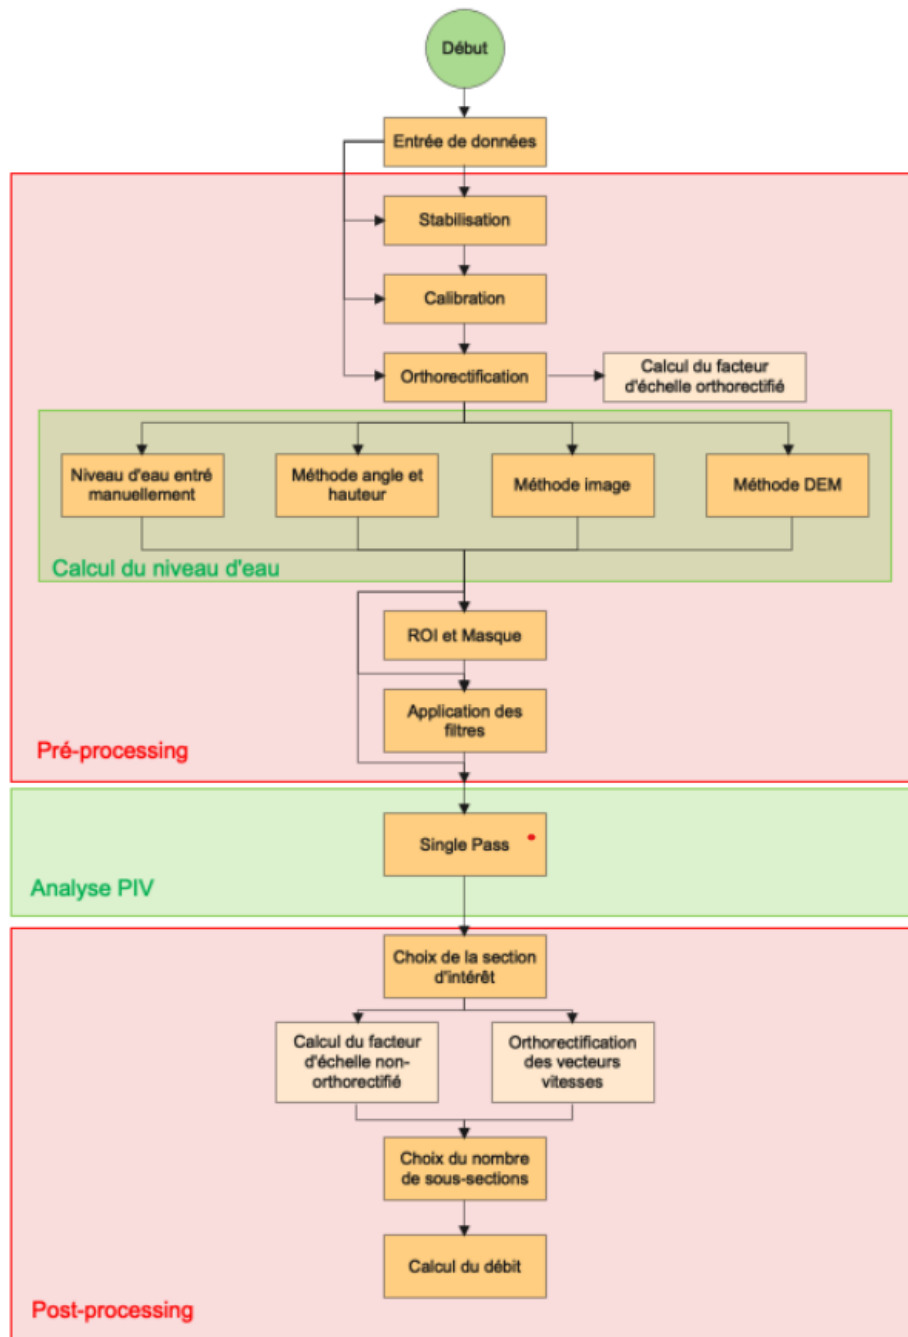 Début
Entrée de données
Stabilisation
Calibration
Orthorectification
Calcul du facteur
d'échelle orthorectifié
Niveau d'eau entré
manuellement
Méthode angle et
hauteur
Méthode image
Méthode DEM
Calcul du niveau d'eau
ROI et Masque
Application des
filtres
Pré-processing
Single Pass
Analyse PIV
Choix de la section
d'intérêt
Calcul du facteur
d'échelle non-
orthorectifié
Orthorectification
des vecteurs
vitesses
Choix du nombre
de sous-sections
Calcul du débit
Post-processing